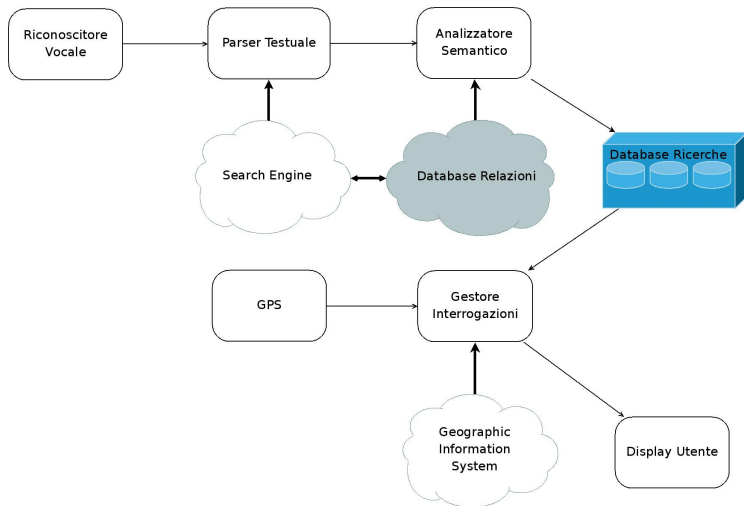 Riconoscitore
Vocale
Parser Testuale
Analizzatore
Semantico
Database Ricerche
Search Engine
Database Relazioni
GPS
Gestore
Interrogazioni
Geographic
Information
System
Display Utente